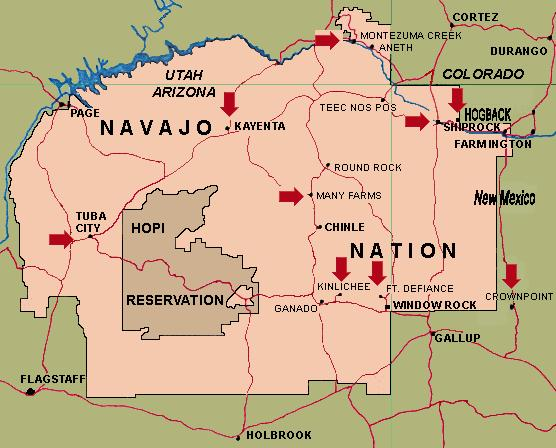 CORTEZ
MONTEZUMA CREEK
ANETH
DURANGO
UTAH
COLORADO
ARIZONA
TEEC NOS POS
PAGE
HOGBACK
NAVAJO
KAYENTA
SHIPROCK
FARMINGTON
ROUND ROCK
MANY FARMS
New Mexico
TUBA
CITY
HOPI
CHINLE
NATION
KINLICHEE
FT. DEFIANCE
CROWNPOINT
RESERVATION
GANADO
WINDOW ROCK
GALLUP
FLAGSTAFF
HOLBROOK